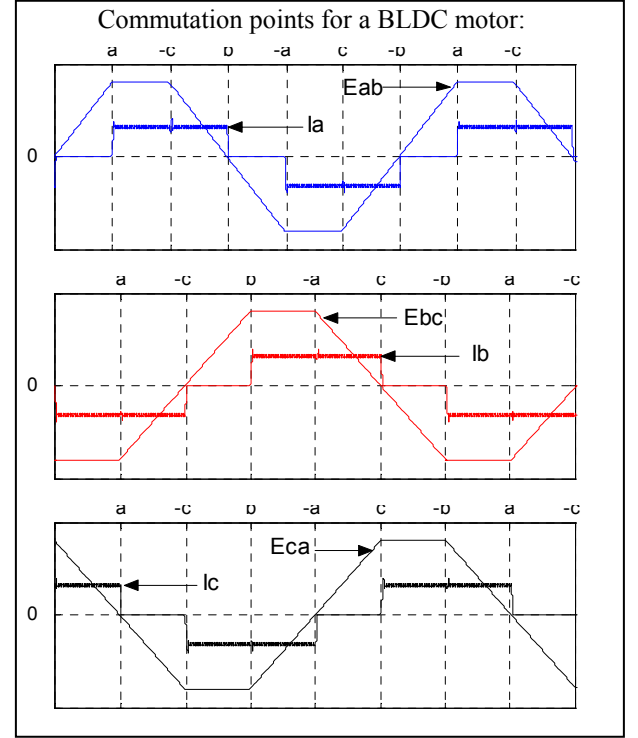 Commutation points for a BLDC motor:
a -c b -a c -b a -c
Eab
Ia
0
a -c b -a c -b a -c
Ebc
Ib
0
a -c b -a c -b a -c
Eca
Ic
0